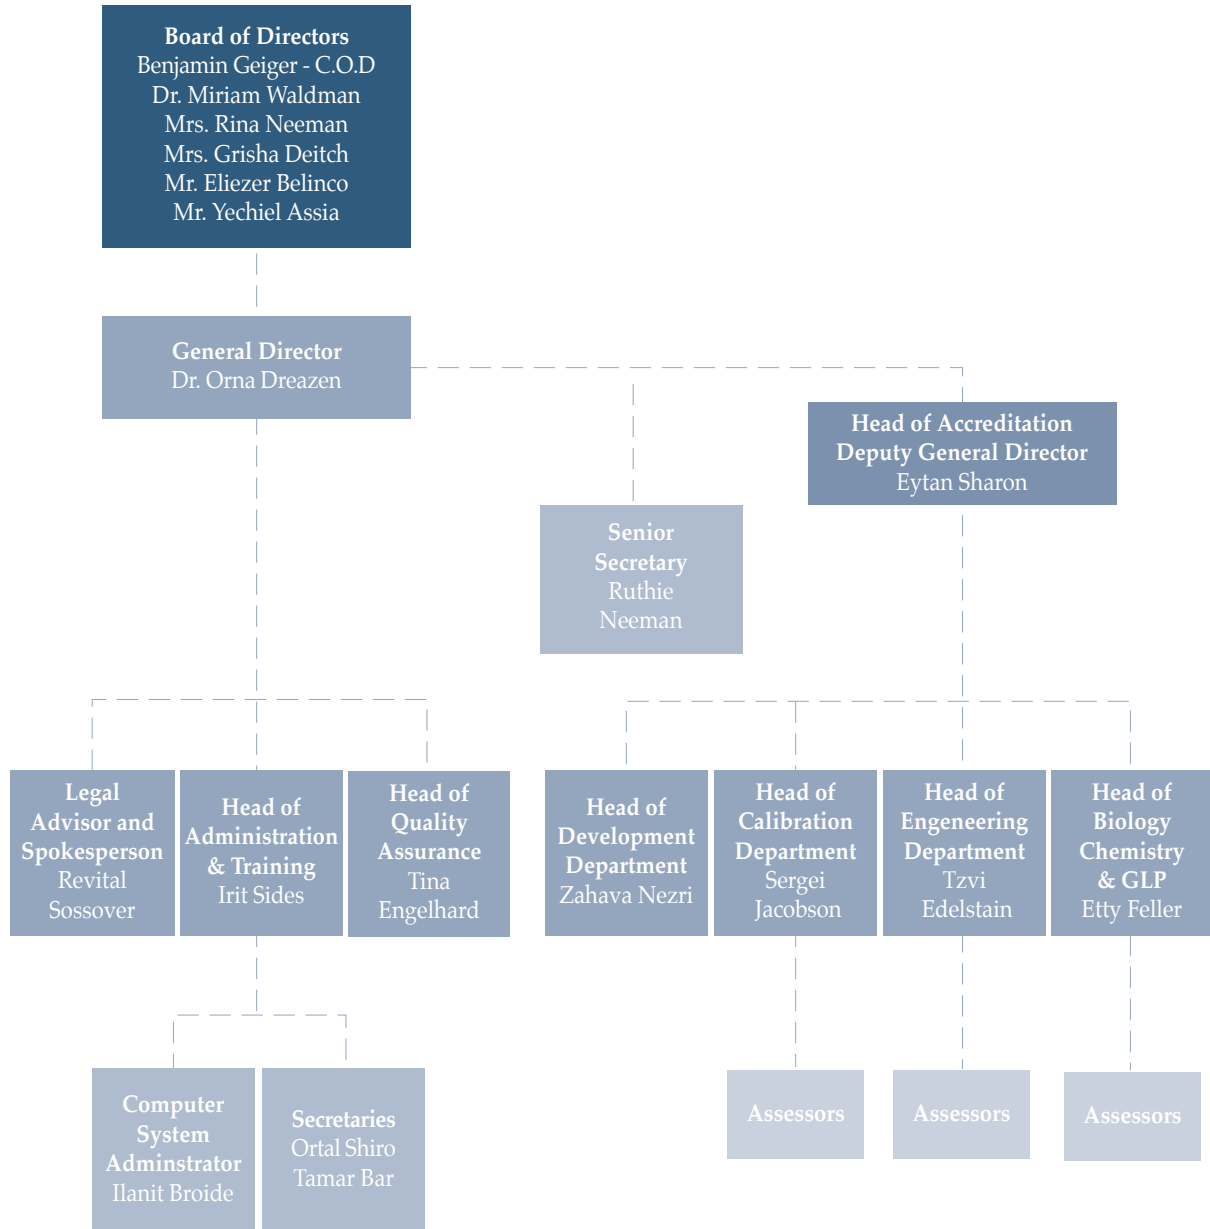 Board of Directors
Benjamin Geiger - C.O.D
Dr. Miriam Waldman
Mrs. Rina Neeman
Mrs. Grisha Deitch
Mr. Eliezer Belinco
Mr. Yechiel Assia
General Director
Dr. Orna Dreazen
Head of Accreditation
Deputy General Director
Eytan Sharon
Senior
Secretary
Ruthie
Neeman
Legal
Advisor and
Spokesperson
Revital
Sossover
Head of
Administration
& Training
Irit Sides
Head of
Quality
Assurance
Tina
Engelhard
Head of
Development
Department
Zahava Nezri
Head of
Calibration
Department
Sergei
Jacobson
Head of
Engeneering
Department
Tzvi
Edelstain
Head of
Biology
Chemistry
& GLP
Etty Feller
Computer
System
Adminstrator
Ilanit Broide
Secretaries
Ortal Shiro
Tamar Bar
Assessors
Assessors
Assessors